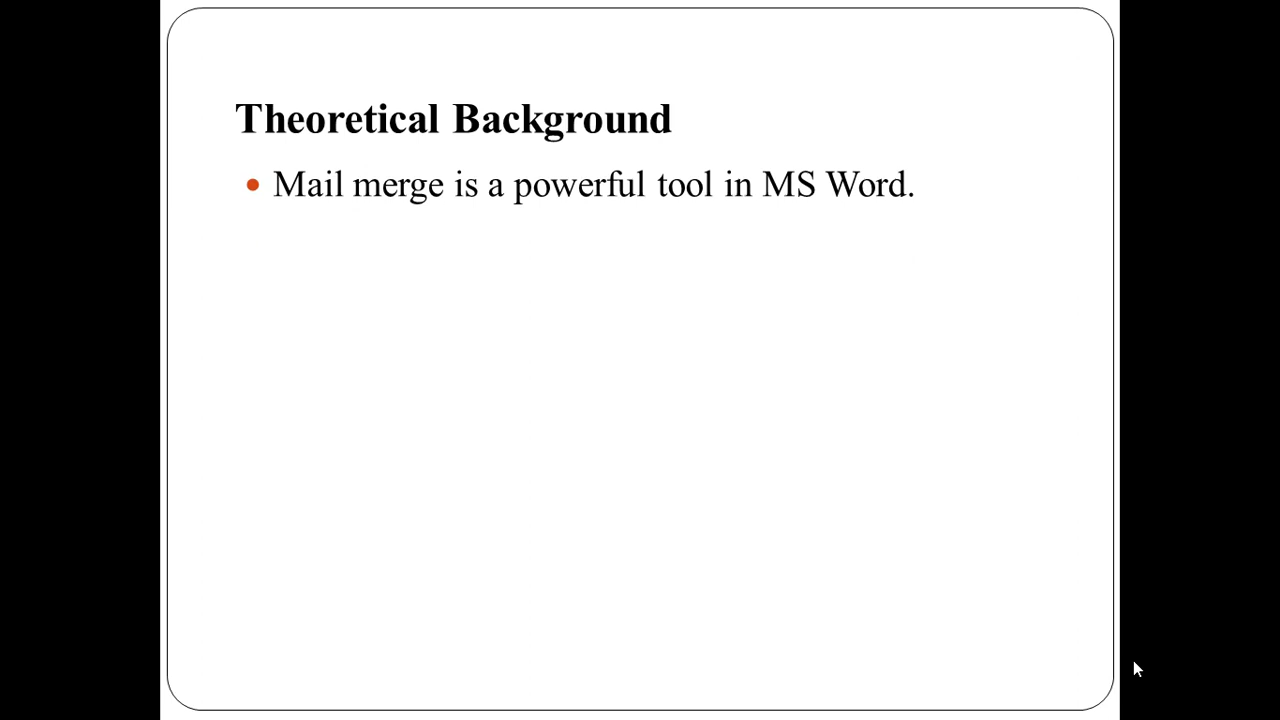 Theoretical Background
• Mail merge is a powerful tool in MS Word.